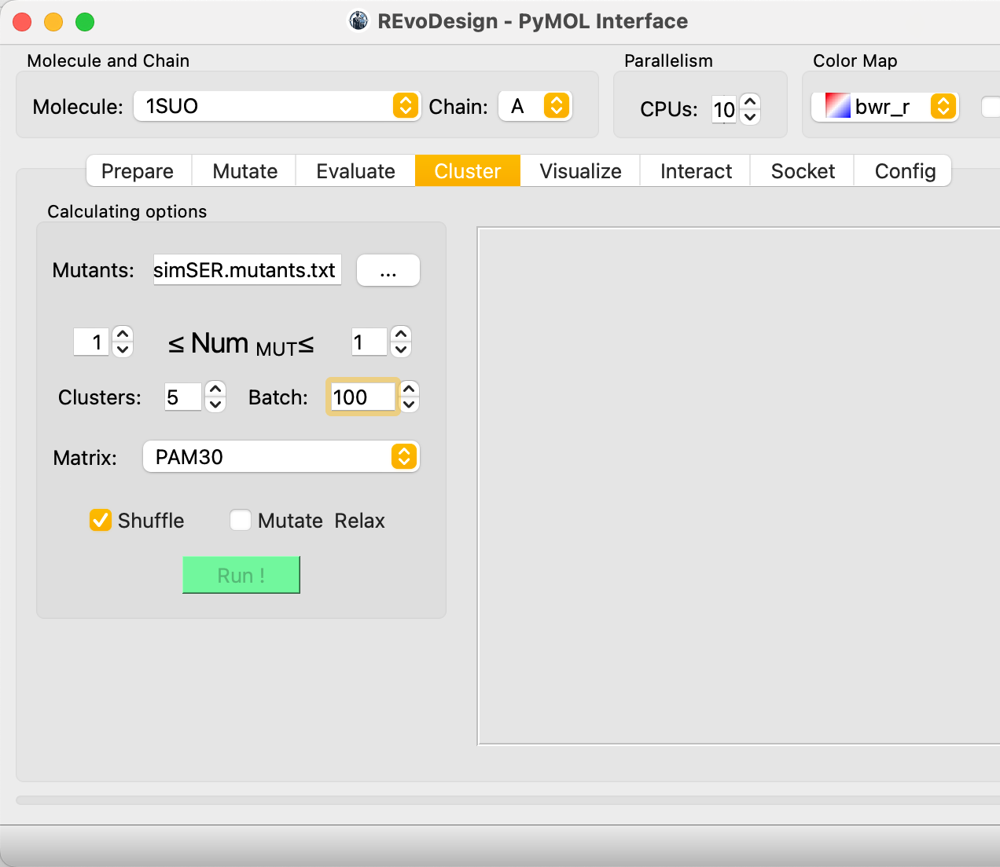 REvoDesign - PyMOL Interface
Molecule and Chain
Parallelism
Color Map
Molecule: 1SUO Chain: A
CPUs: 10
bwr_r
Prepare Mutate Evaluate Cluster Visualize Interact Socket Config
Calculating options
Mutants: simSER.mutants.txt ...
1 ≤ Num MUT≤ 1
Clusters: 5 Batch: 100
Matrix: PAM30
Shuffle Mutate Relax
Run !